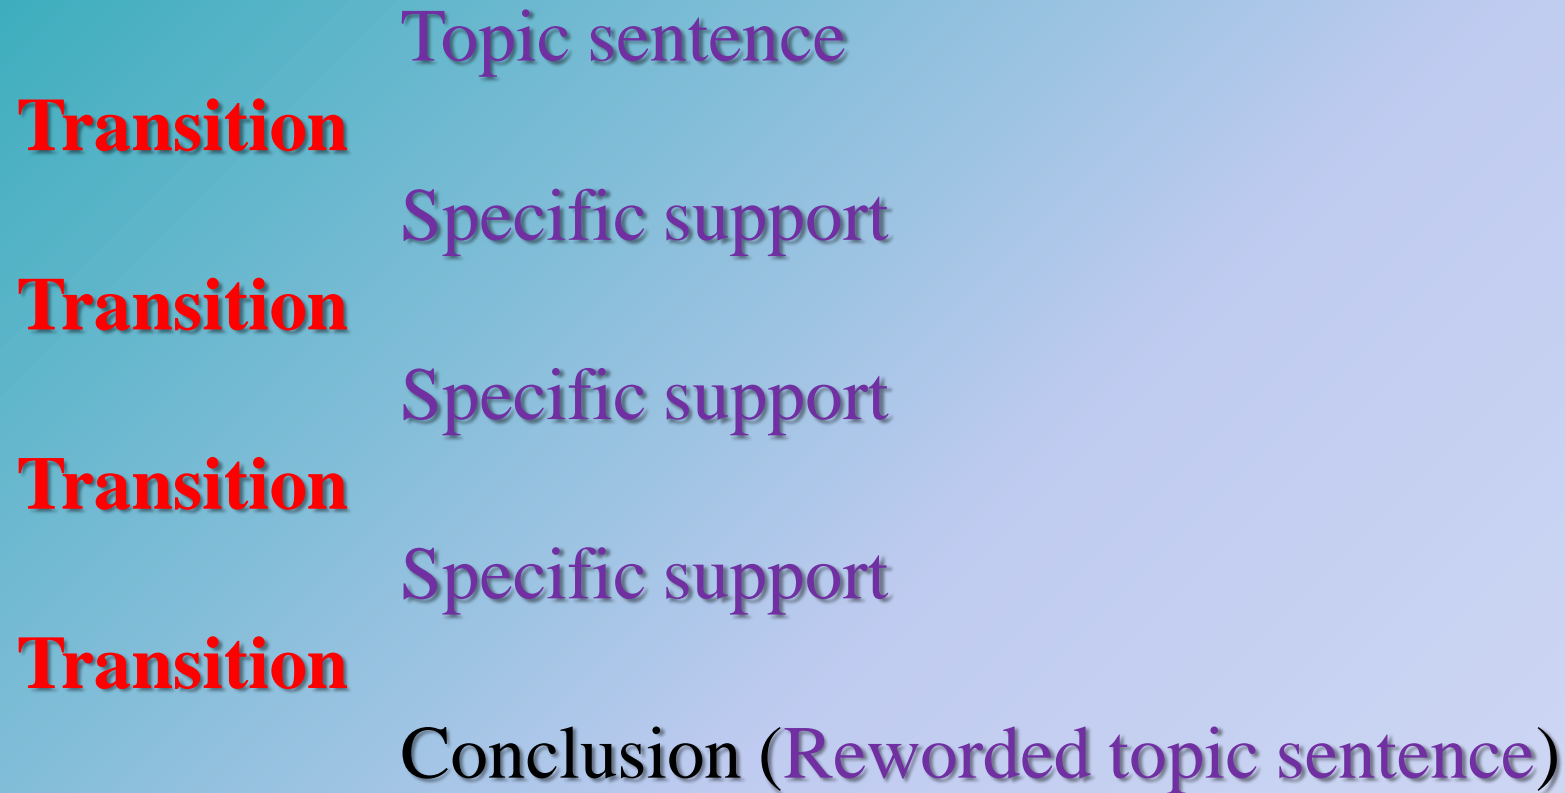 Topic sentence
Transition
Specific support
Transition
Specific support
Transition
Specific support
Transition
Conclusion (Reworded topic sentence)